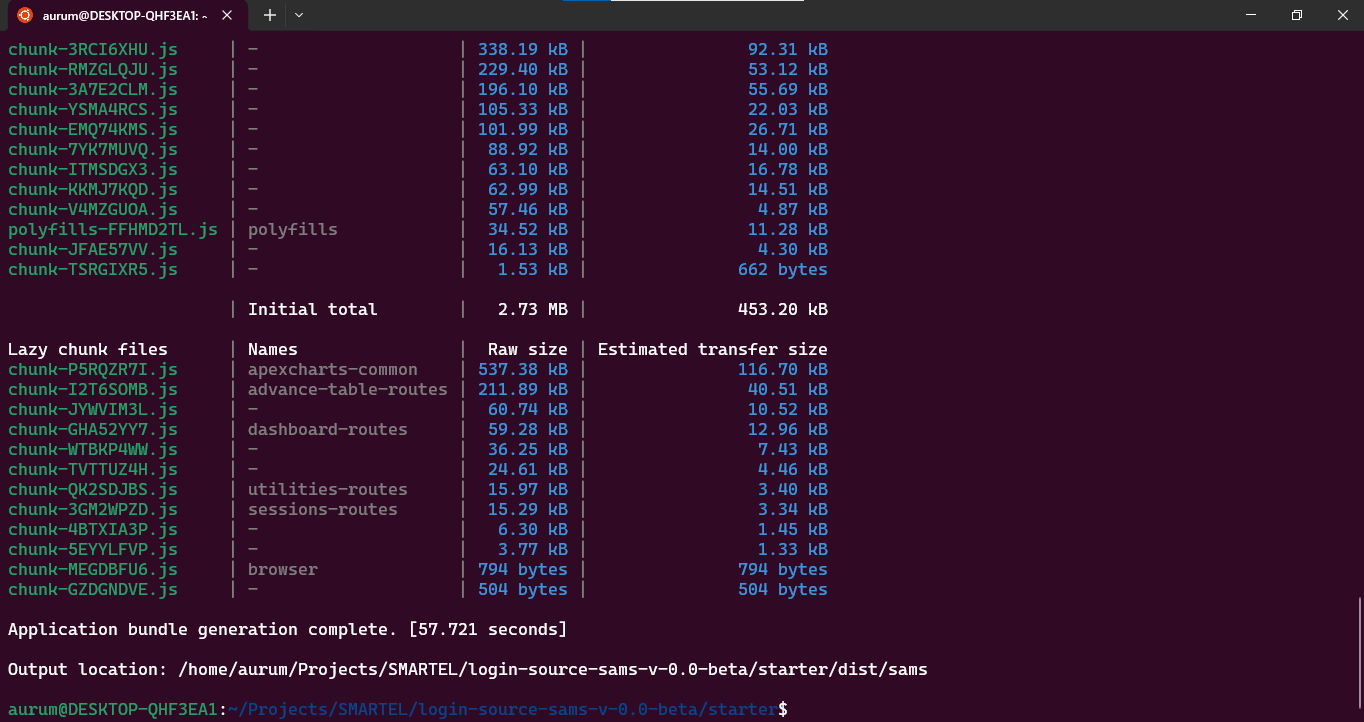 aurum@DESKTOP-QHF3EA1: ~
chunk-3RCI6XHU.js | - | 338.19 kB | 92.31 kB
chunk-RMZGLQJU.js | - | 229.40 kB | 53.12 kB
chunk-3A7E2CLM.js | - | 196.10 kB | 55.69 kB
chunk-YSMA4RCS.js | - | 105.33 kB | 22.03 kB
chunk-EMQ74KMS.js | - | 101.99 kB | 26.71 kB
chunk-7YK7MUVQ.js | - | 88.92 kB | 14.00 kB
chunk-ITMSDGX3.js | - | 63.10 kB | 16.78 kB
chunk-KKMJ7KQD.js | - | 62.99 kB | 14.51 kB
chunk-V4MZGUOA.js | - | 57.46 kB | 4.87 kB
polyfills-FFHMD2TL.js | polyfills | 34.52 kB | 11.28 kB
chunk-JFAE57VV.js | - | 16.13 kB | 4.30 kB
chunk-TSRGIXR5.js | - | 1.53 kB | 662 bytes
| Initial total | 2.73 MB | 453.20 kB
Lazy chunk files | Names | Raw size | Estimated transfer size
chunk-P5RQZR7I.js | apexcharts-common | 537.38 kB | 116.70 kB
chunk-I2T6SOMB.js | advance-table-routes | 211.89 kB | 40.51 kB
chunk-JYWVIM3L.js | - | 60.74 kB | 10.52 kB
chunk-GHA52YY7.js | dashboard-routes | 59.28 kB | 12.96 kB
chunk-WTBKP4WW.js | - | 36.25 kB | 7.43 kB
chunk-TVTTUZ4H.js | - | 24.61 kB | 4.46 kB
chunk-QK2SDJBS.js | utilities-routes | 15.97 kB | 3.40 kB
chunk-3GM2WPZD.js | sessions-routes | 15.29 kB | 3.34 kB
chunk-4BTXIA3P.js | - | 6.30 kB | 1.45 kB
chunk-5EYYLFVP.js | - | 3.77 kB | 1.33 kB
chunk-MEGDBFU6.js | browser | 794 bytes | 794 bytes
chunk-GZDGNDVE.js | - | 504 bytes | 504 bytes
Application bundle generation complete. [57.721 seconds]
Output location: /home/aurum/Projects/SMARTEL/login-source-sams-v-0.0-beta/starter/dist/sams
aurum@DESKTOP-QHF3EA1:~/Projects/SMARTEL/login-source-sams-v-0.0-beta/starter$